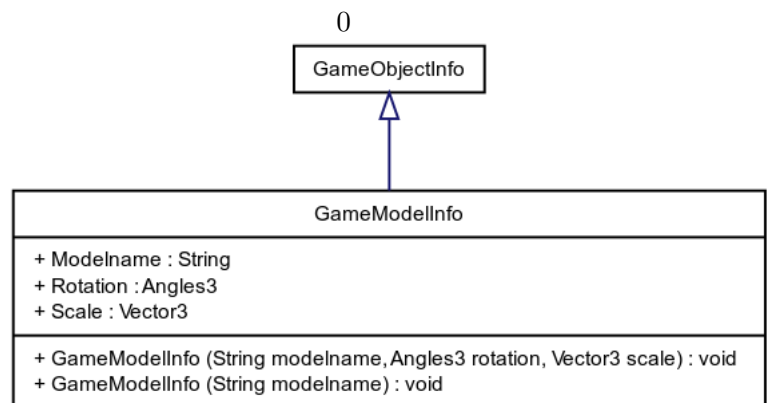 0
GameObjectInfo
GameModelInfo
+ Modelname : String
+ Rotation : Angles3
+ Scale : Vector3
+ GameModelInfo (String modelname, Angles3 rotation, Vector3 scale) : void
+ GameModelInfo (String modelname) : void